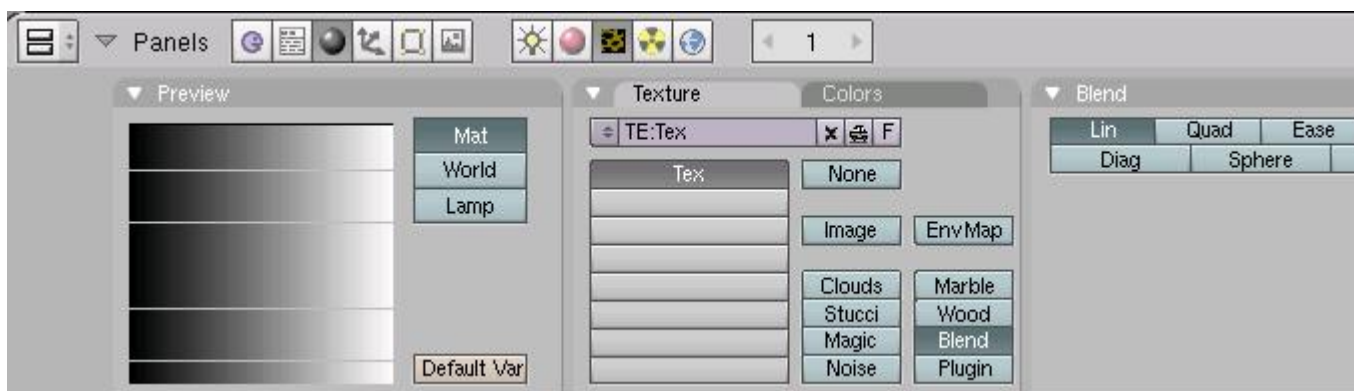 Panels 1
Preview
Mat
World
Lamp
Default Var
Texture Colors
TE:Tex F
Tex None
Image EnvMap
Clouds Marble
Stucci Wood
Magic Blend
Noise Plugin
Blend
Lin Quad Ease
Diag Sphere